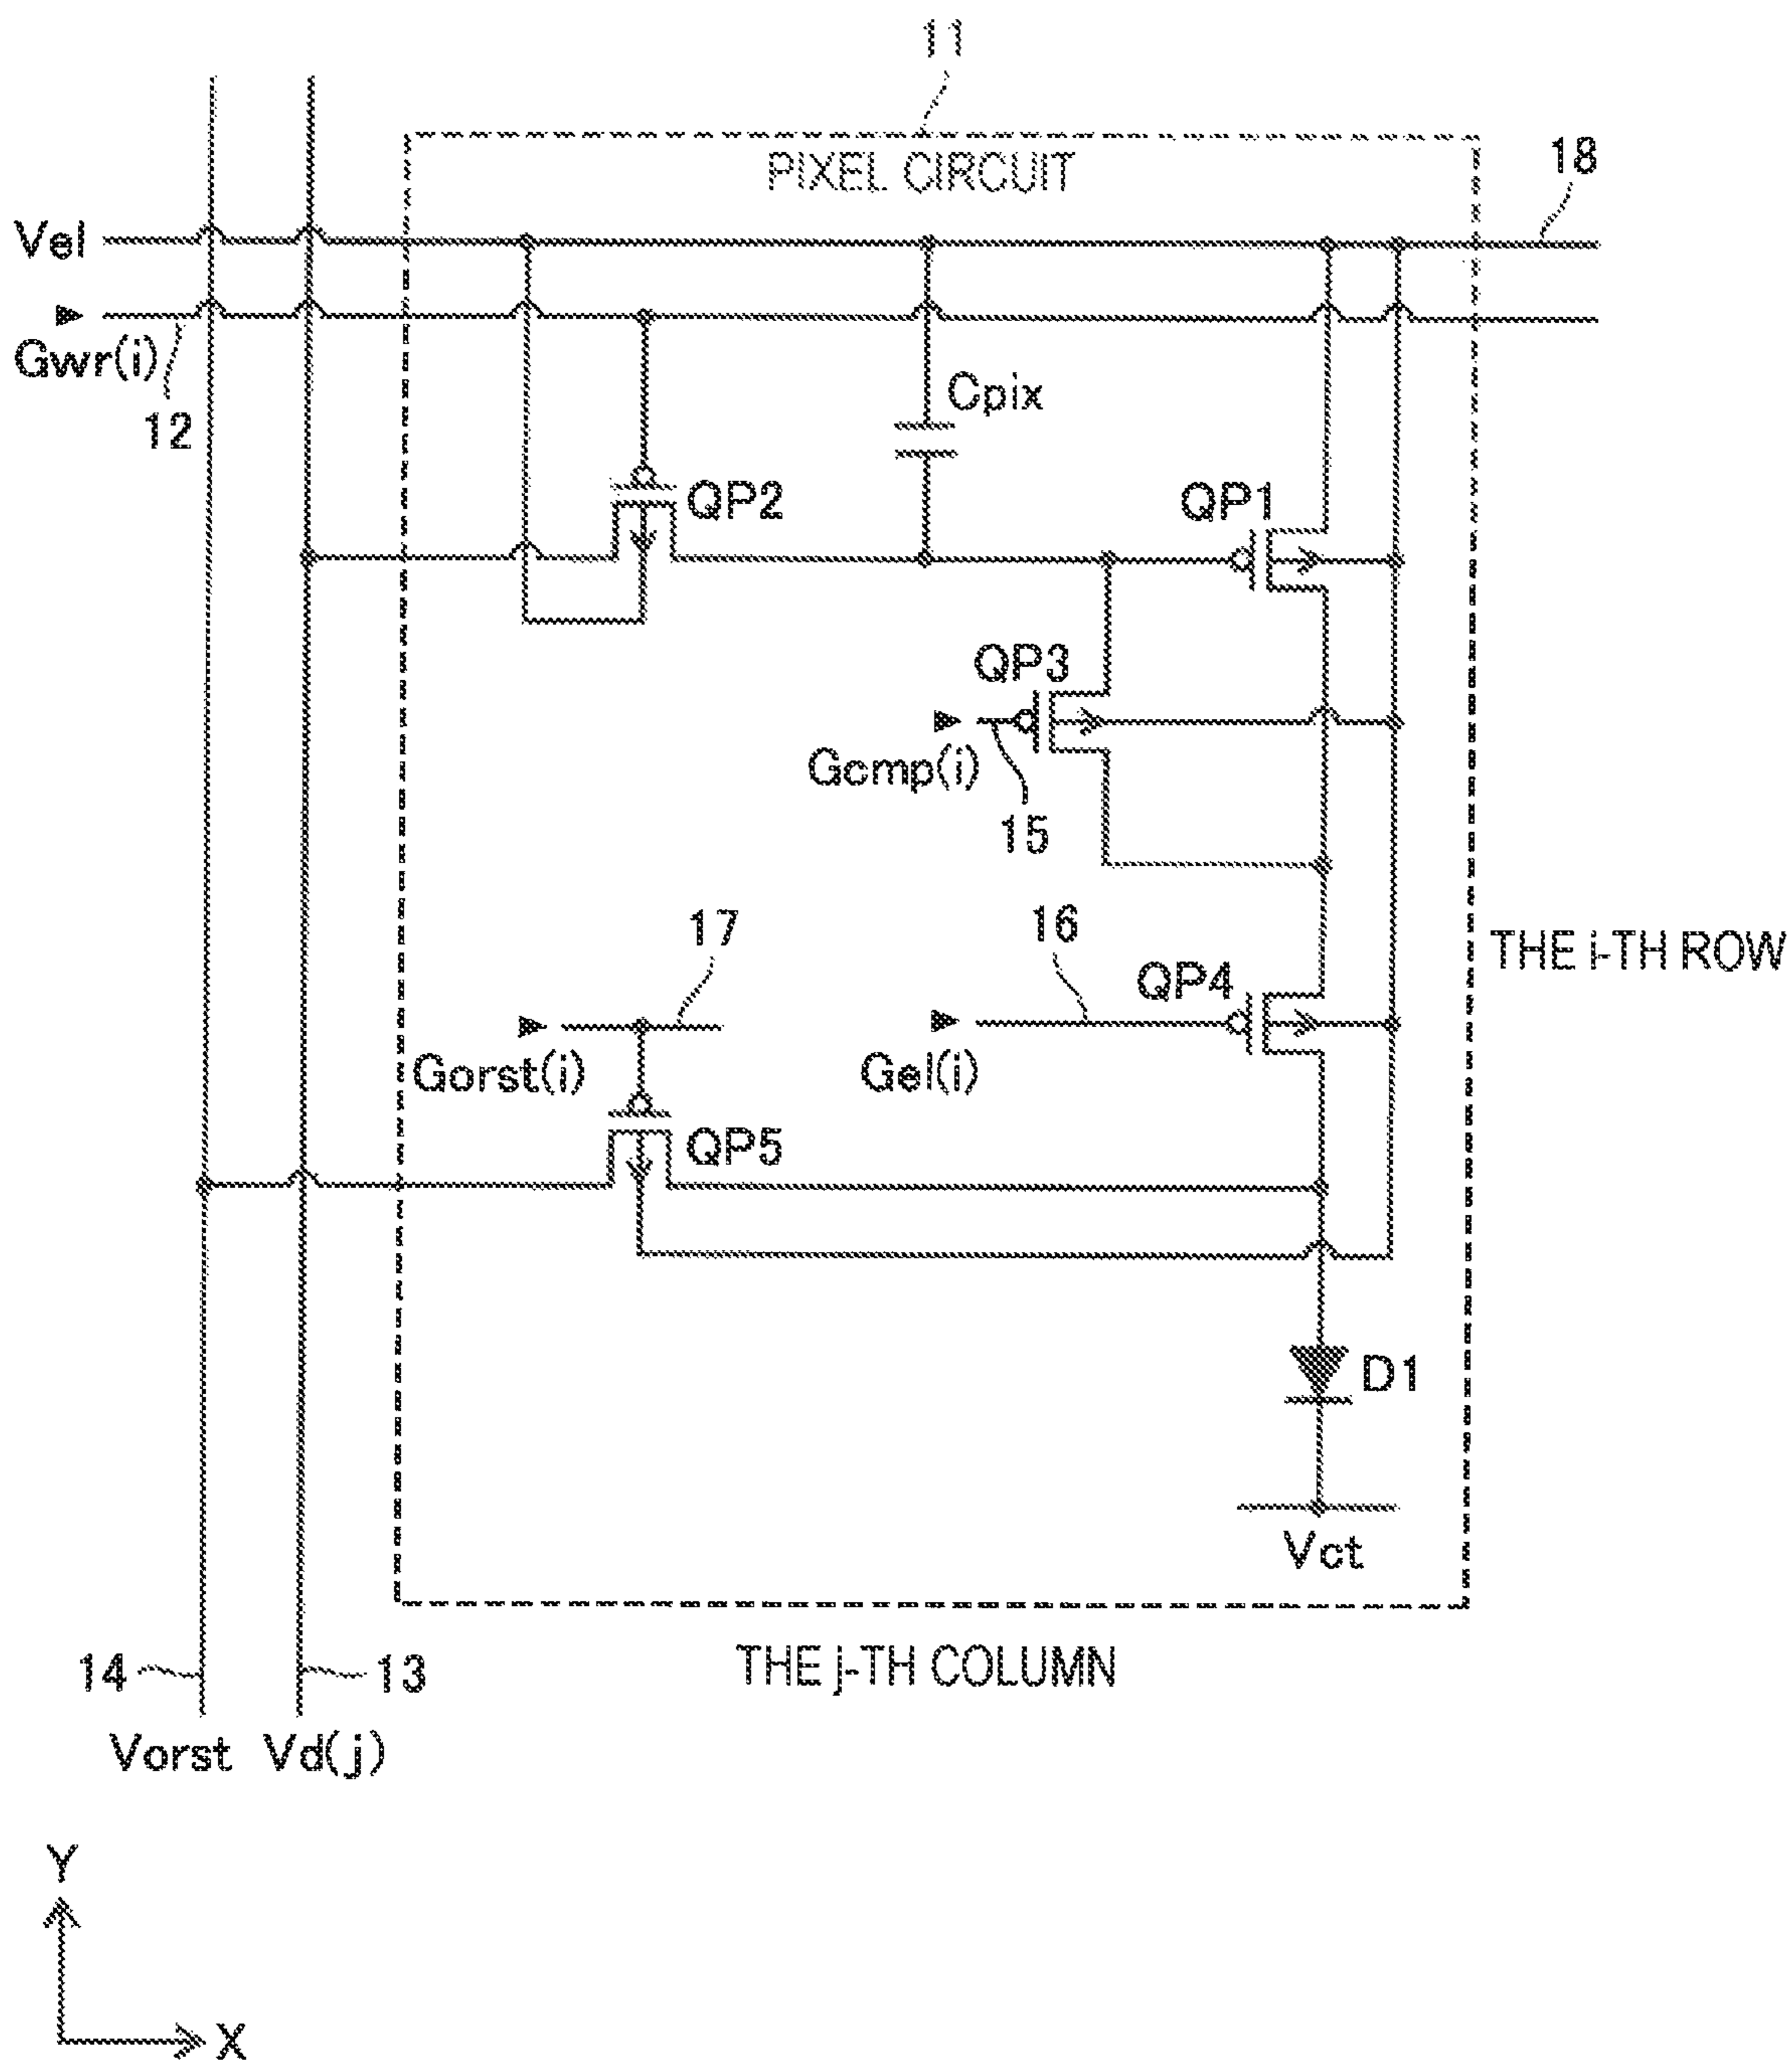 11
PIXEL CIRCUIT
18
Vel
Gwr(i)
12
Cpix
QP2
QP1
QP3
Gcmp(i)
15
17
16
QP4
THE i-TH ROW
Gorst(i)
Gel(i)
QP5
D1
Vct
14
13
THE j-TH COLUMN
Vorst
Vd(j)
Y
X